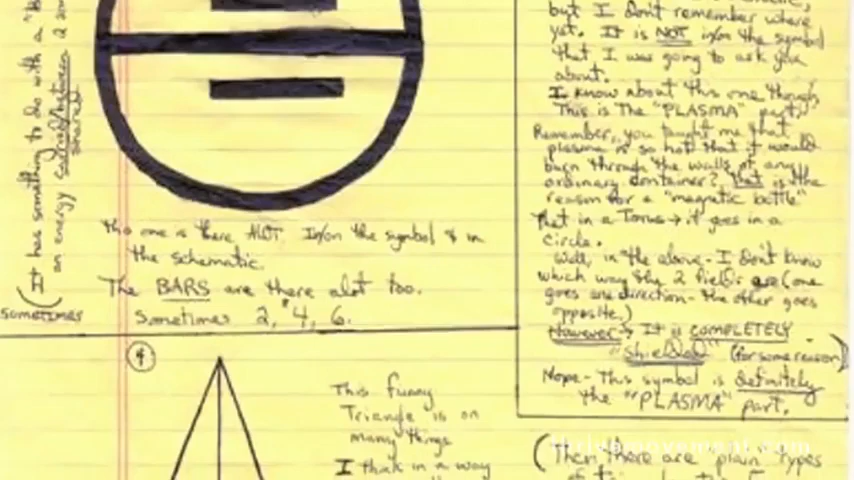 It has something to do with a "B
an energy carried/between 2 som
shared
(sometimes
this one is there ALOT in/on the symbol & in
the schematic.
The BARS are there alot too.
Sometimes 2, 4, 6.
4
This funny
Triangle is on
many things
I think in a way
but I don't remember where
yet. It is NOT in/on the symbol
that I was going to ask you
about.
I know about this one though,
This is The "PLASMA" part.
Remember, you taught me that
plasma is so hot that it would
burn through the walls of any
ordinary container? That is the
reason for a "magnetic bottle"
that in a Torus → it goes in a
circle.
Well, in the above - I don't know
which way the 2 fields are (one
goes one direction - the other goes
opposite.)
However → It is COMPLETELY
"Shielded" (for some reason)
Nope - This symbol is definitely
the "PLASMA" part.
(Then there are plain types